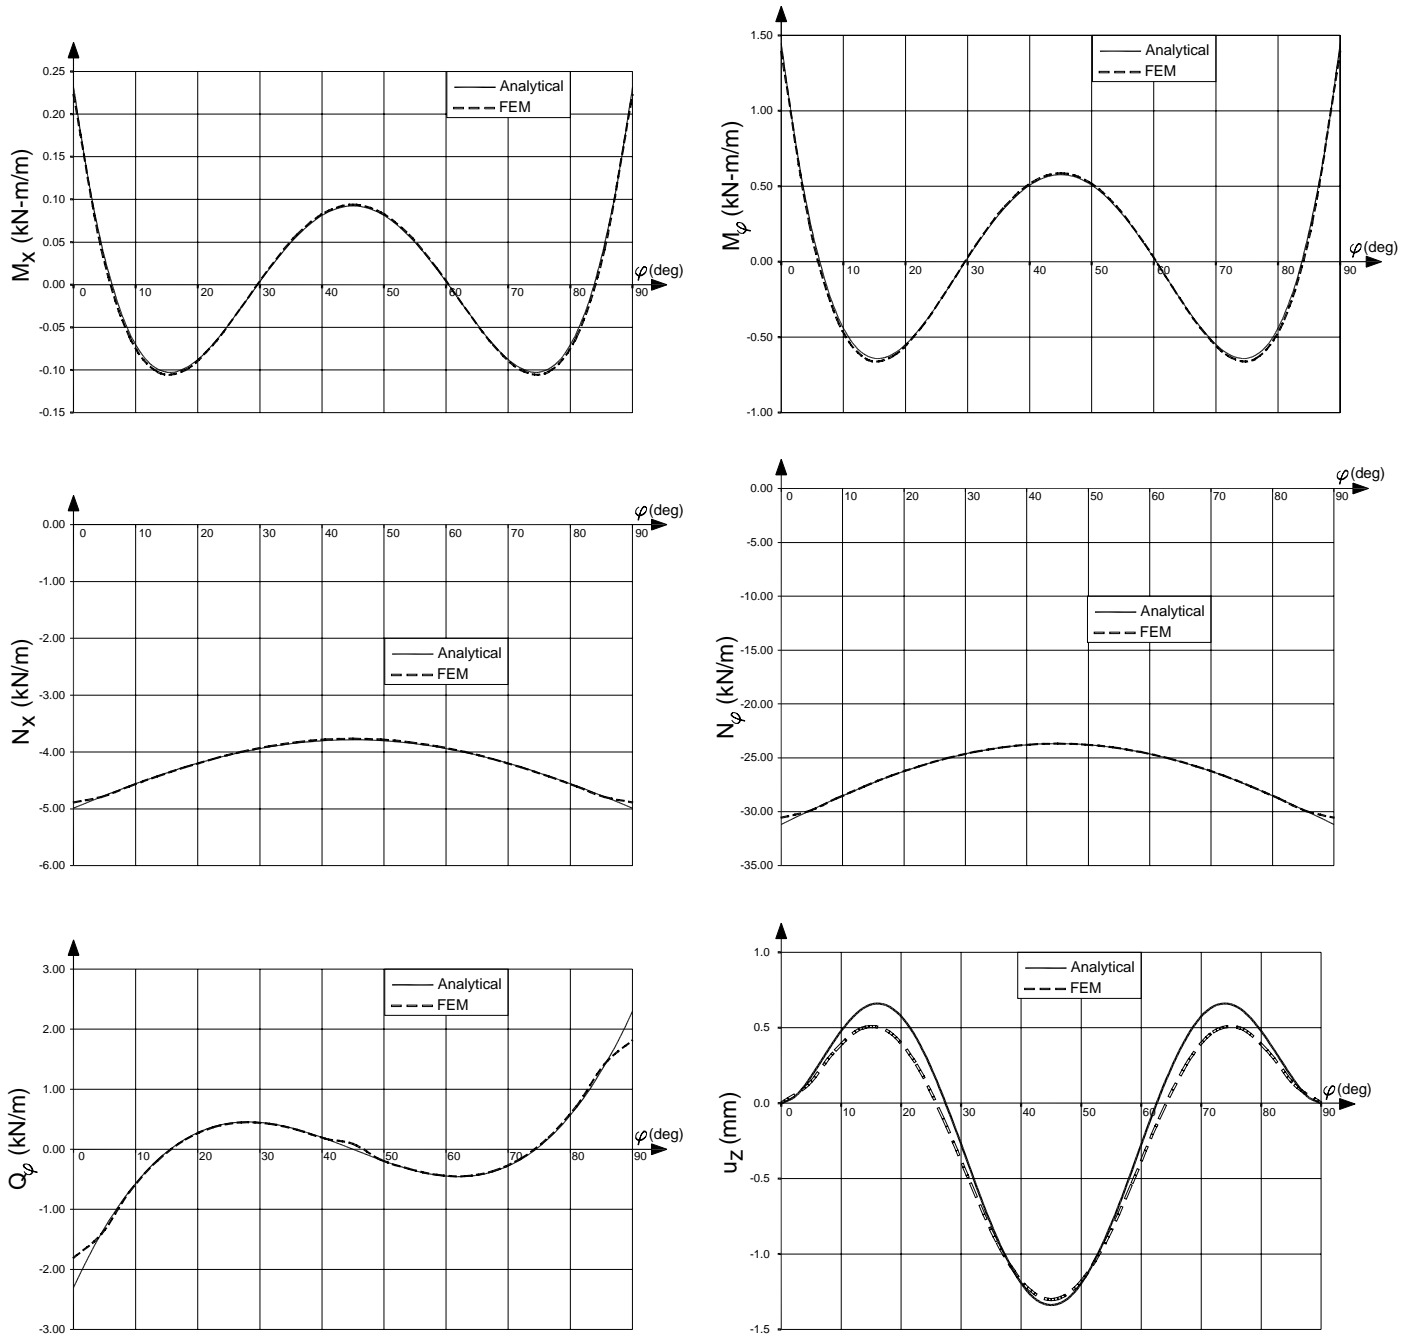 M_x (kN-m/m)
0.25
0.20
0.15
0.10
0.05
0.00
-0.05
-0.10
-0.15
Analytical
FEM
φ (deg)
0 10 20 30 40 50 60 70 80 90
M_φ (kN-m/m)
1.50
1.00
0.50
0.00
-0.50
-1.00
Analytical
FEM
φ (deg)
0 10 20 30 40 50 60 70 80 90
N_x (kN/m)
0.00
-1.00
-2.00
-3.00
-4.00
-5.00
-6.00
φ (deg)
0 10 20 30 40 50 60 70 80 90
Analytical
FEM
N_φ (kN/m)
0.00
-5.00
-10.00
-15.00
-20.00
-25.00
-30.00
-35.00
φ (deg)
0 10 20 30 40 50 60 70 80 90
Analytical
FEM
Q_φ (kN/m)
3.00
2.00
1.00
0.00
-1.00
-2.00
-3.00
Analytical
FEM
φ (deg)
0 10 20 30 40 50 60 70 80 90
u_z (mm)
1.0
0.5
0.0
-0.5
-1.0
-1.5
Analytical
FEM
φ (deg)
0 10 20 30 40 50 60 70 80 90